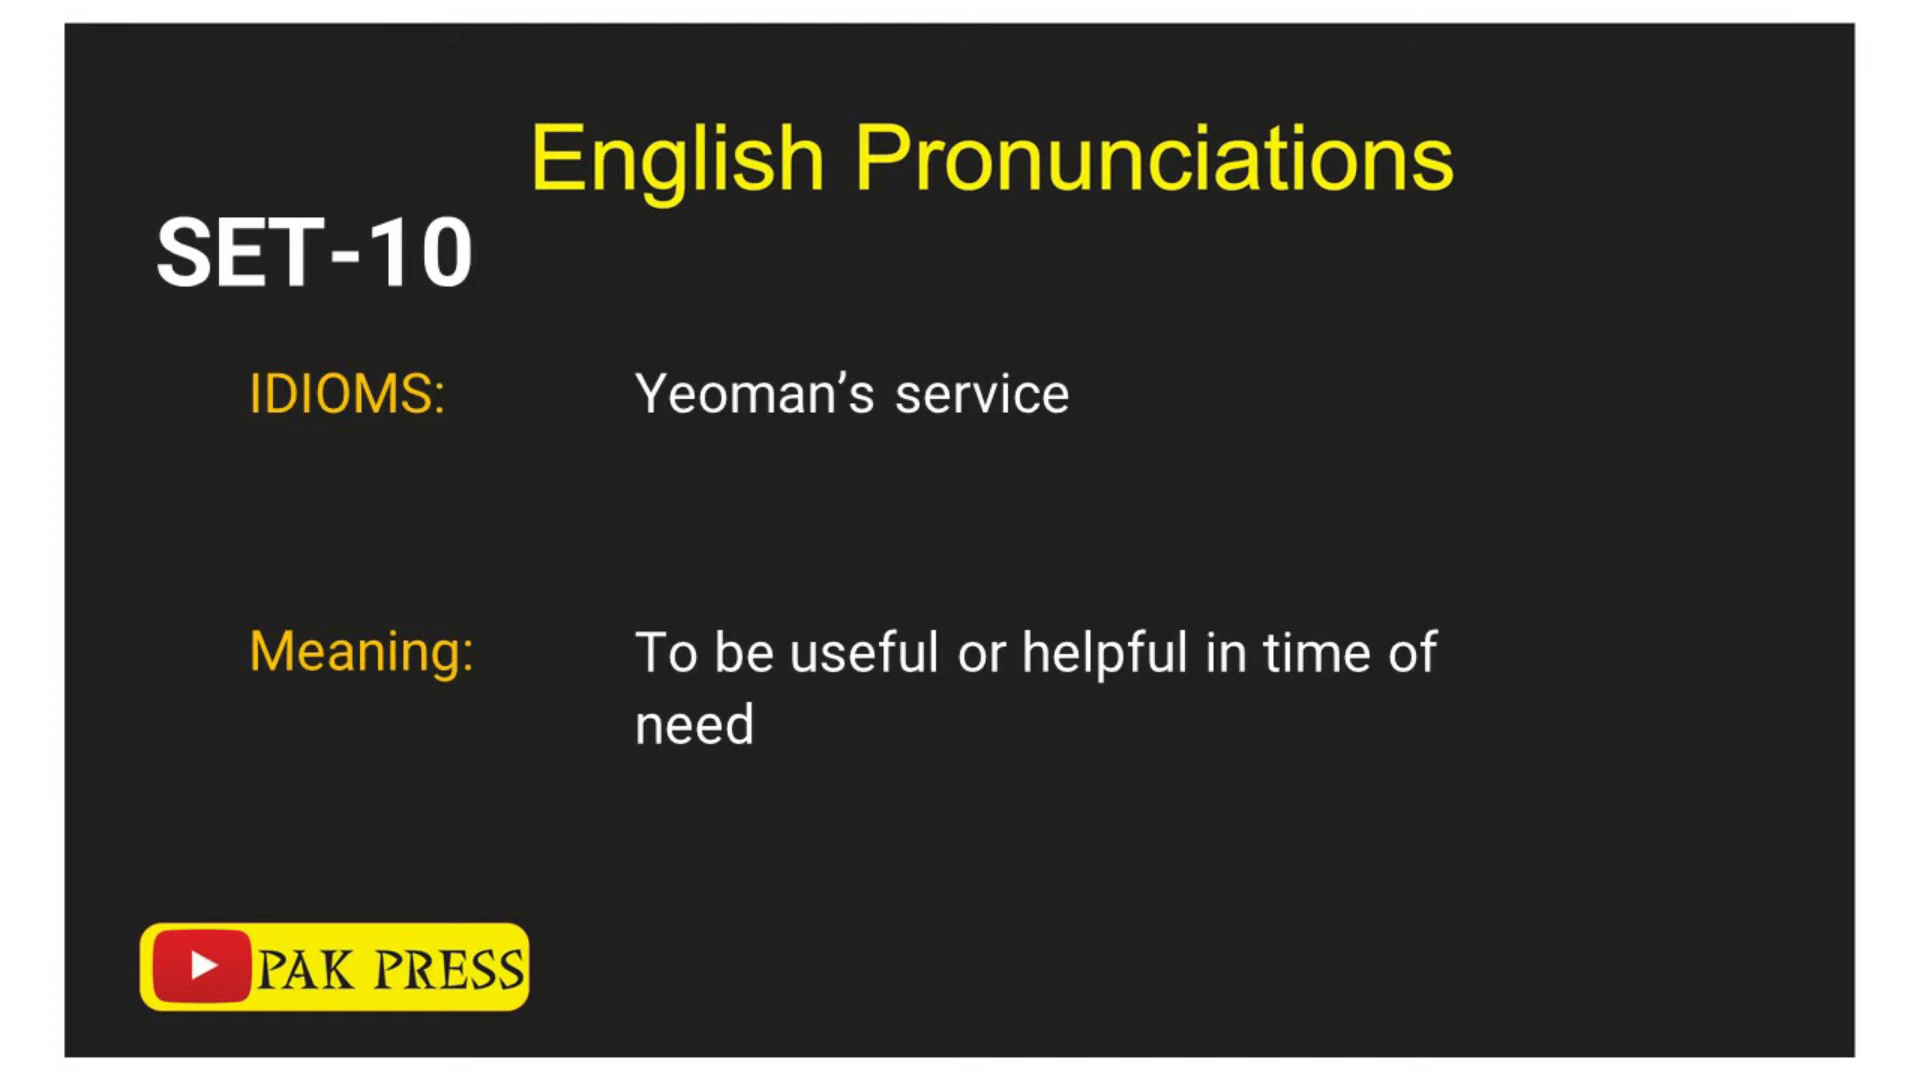 English Pronunciations
SET-10
IDIOMS: Yeoman’s service
Meaning: To be useful or helpful in time of
need
PAK PRESS